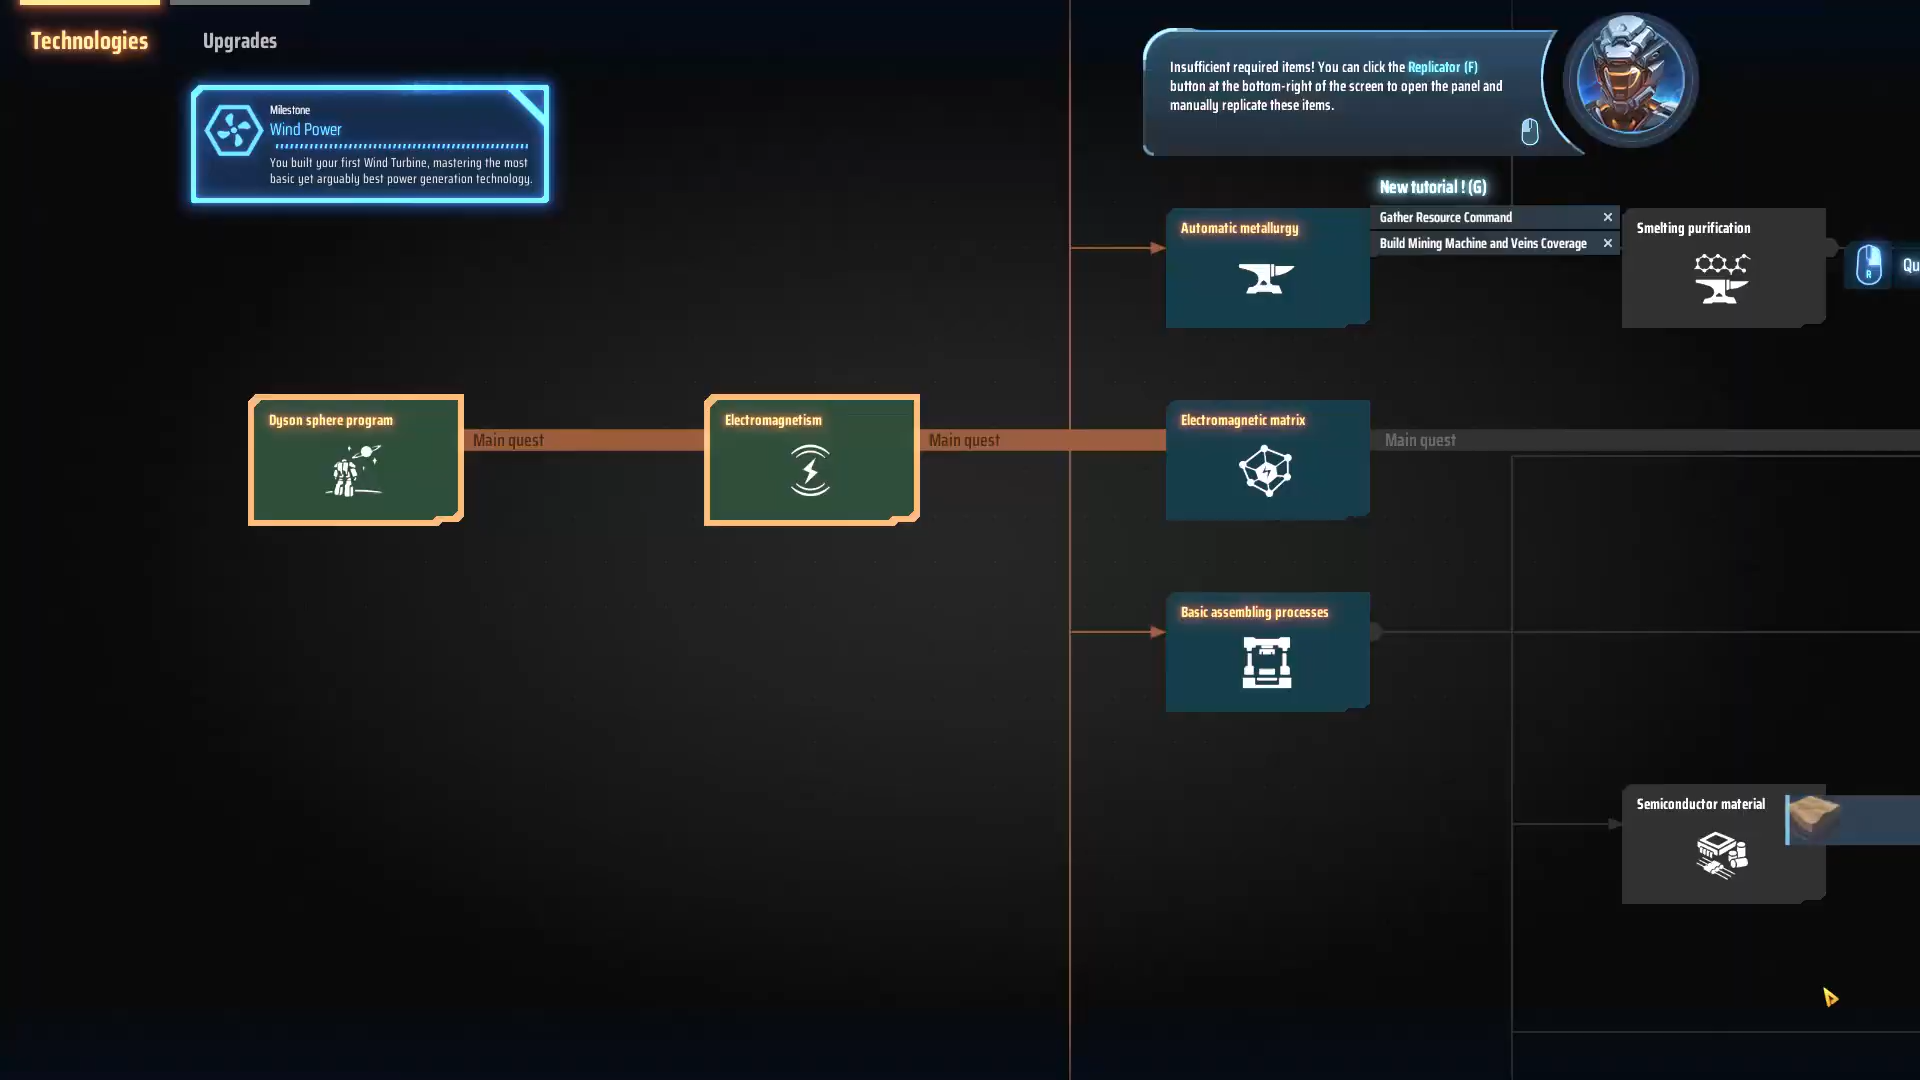 Technologies
Upgrades
Milestone
Wind Power
You built your first Wind Turbine, mastering the most
basic yet arguably best power generation technology.
Insufficient required items! You can click the Replicator (F)
button at the bottom-right of the screen to open the panel and
manually replicate these items.
New tutorial ! (G)
Gather Resource Command
Build Mining Machine and Veins Coverage
Automatic metallurgy
Smelting purification
R
Qu
Dyson sphere program
Main quest
Electromagnetism
Main quest
Electromagnetic matrix
Main quest
Basic assembling processes
Semiconductor material